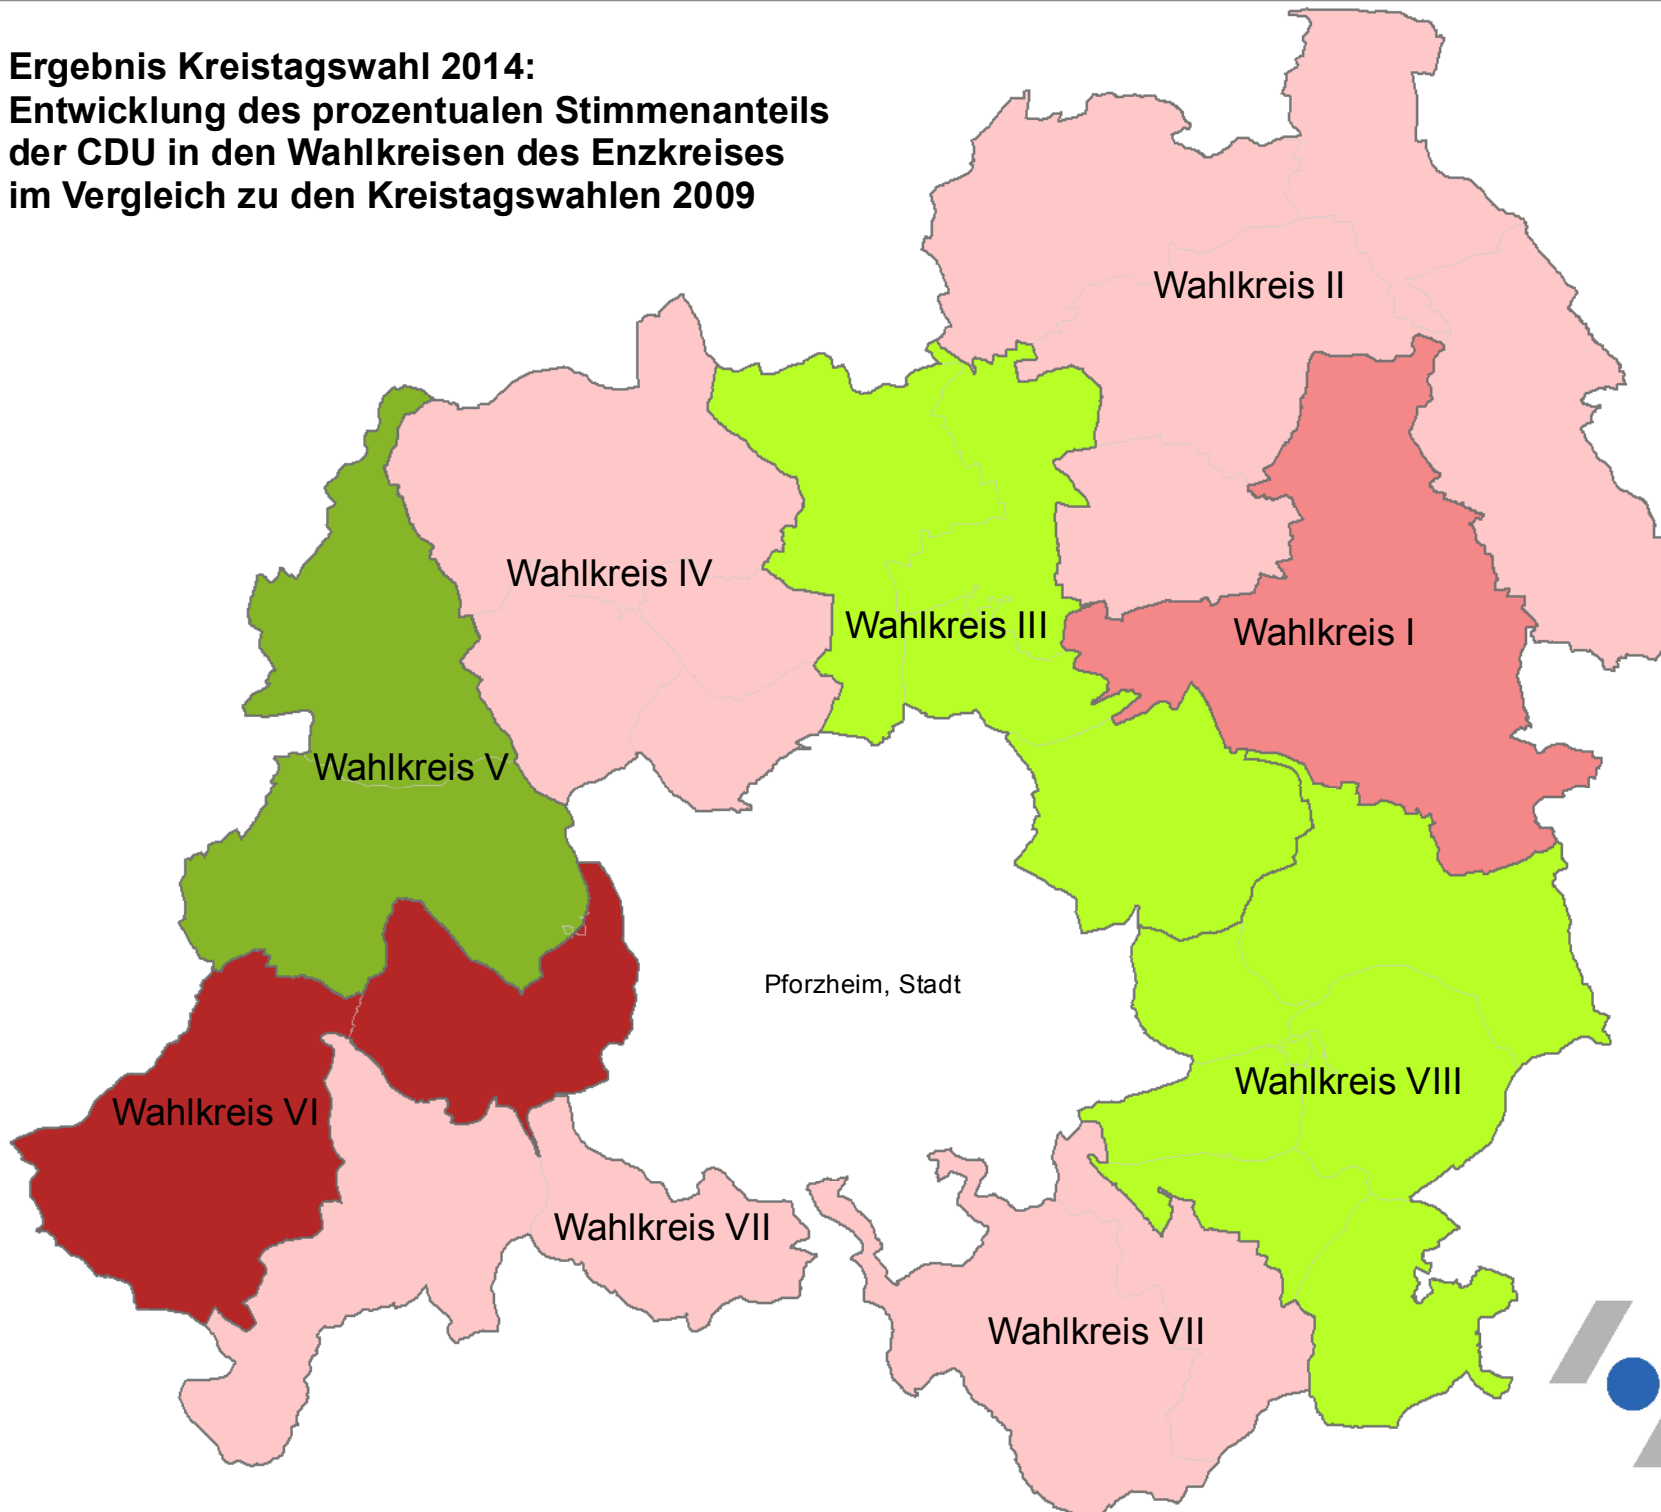 Ergebnis Kreistagswahl 2014:
Entwicklung des prozentualen Stimmenanteils
der CDU in den Wahlkreisen des Enzkreises
im Vergleich zu den Kreistagswahlen 2009
Wahlkreis II
Wahlkreis IV
Wahlkreis III
Wahlkreis I
Wahlkreis V
Pforzheim, Stadt
Wahlkreis VIII
Wahlkreis VI
Wahlkreis VII
Wahlkreis VII